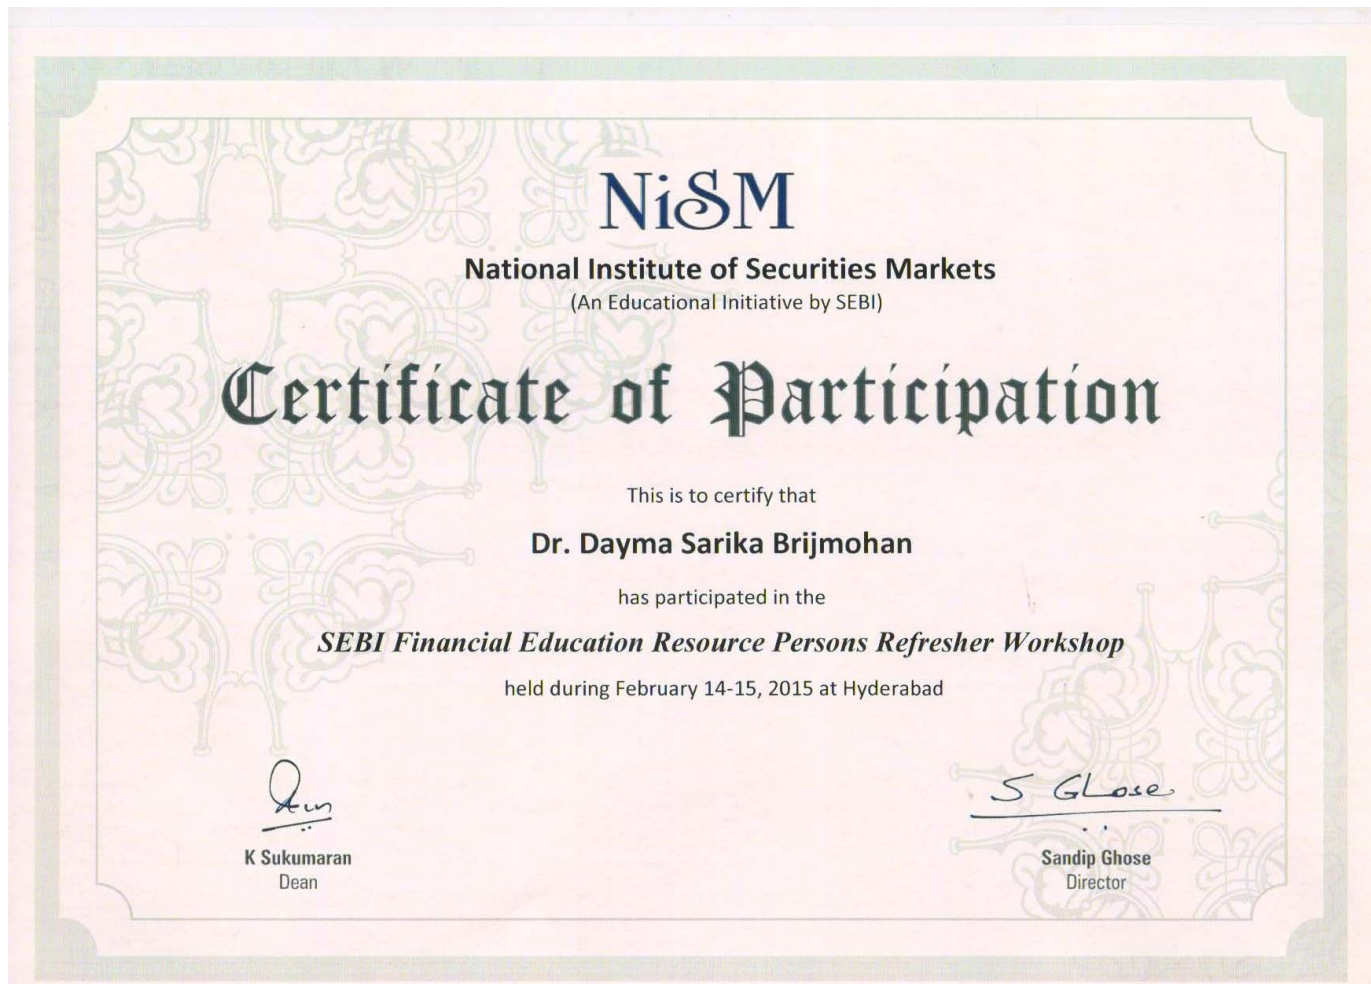 NiSM
National Institute of Securities Markets
(An Educational Initiative by SEBI)
Certificate of Participation
This is to certify that
Dr. Dayma Sarika Brijmohan
has participated in the
SEBI Financial Education Resource Persons Refresher Workshop
held during February 14-15, 2015 at Hyderabad
S Ghose
K Sukumaran
Dean
Sandip Ghose
Director